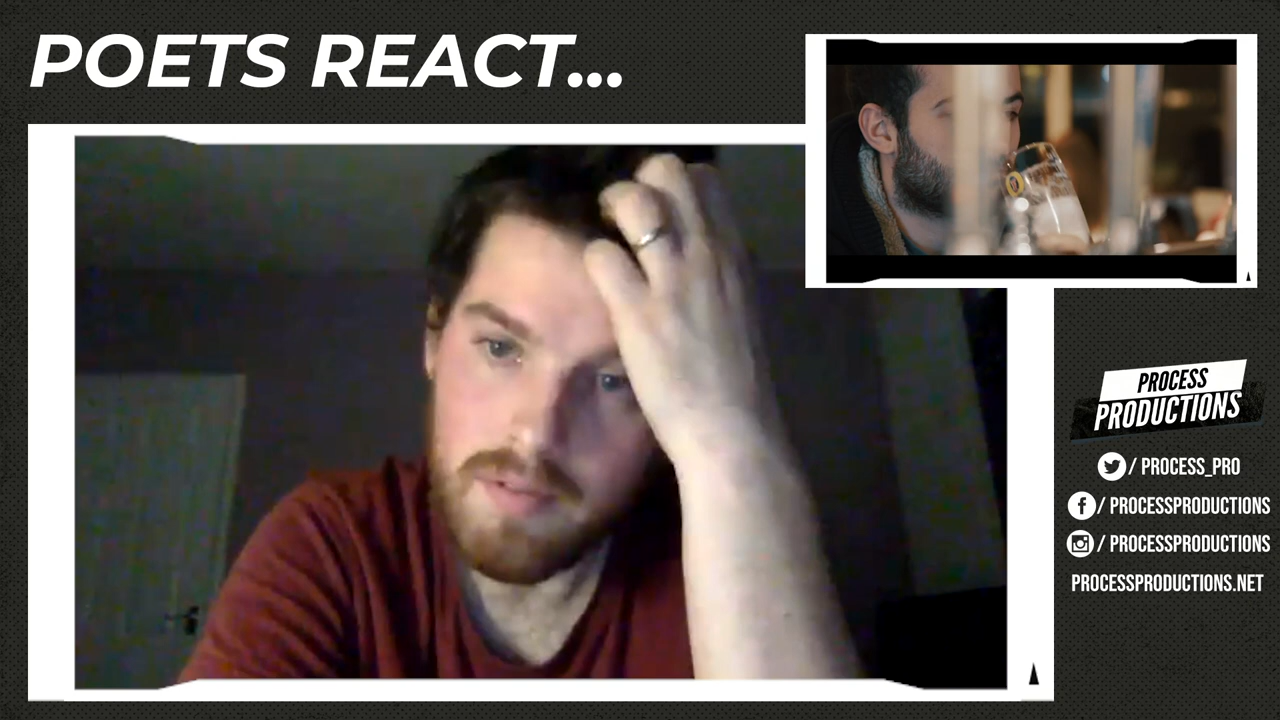 POETS REACT...
PROCESS
PRODUCTIONS
/ PROCESS_PRO
/ PROCESSPRODUCTIONS
/ PROCESSPRODUCTIONS
PROCESSPRODUCTIONS.NET